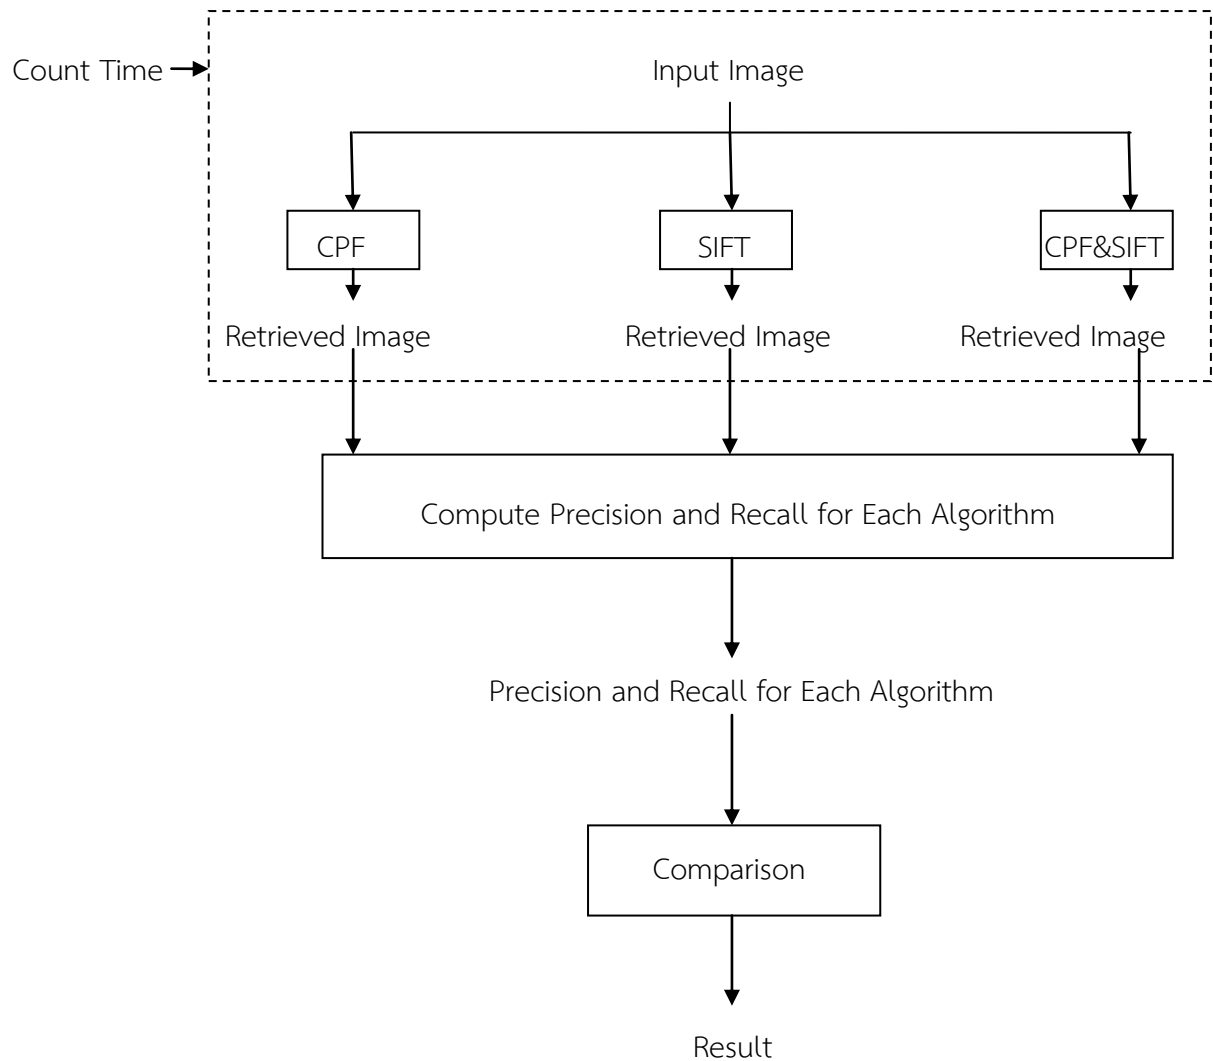 Count Time
Input Image
CPF
SIFT
CPF&SIFT
Retrieved Image
Retrieved Image
Retrieved Image
Compute Precision and Recall for Each Algorithm
Precision and Recall for Each Algorithm
Comparison
Result